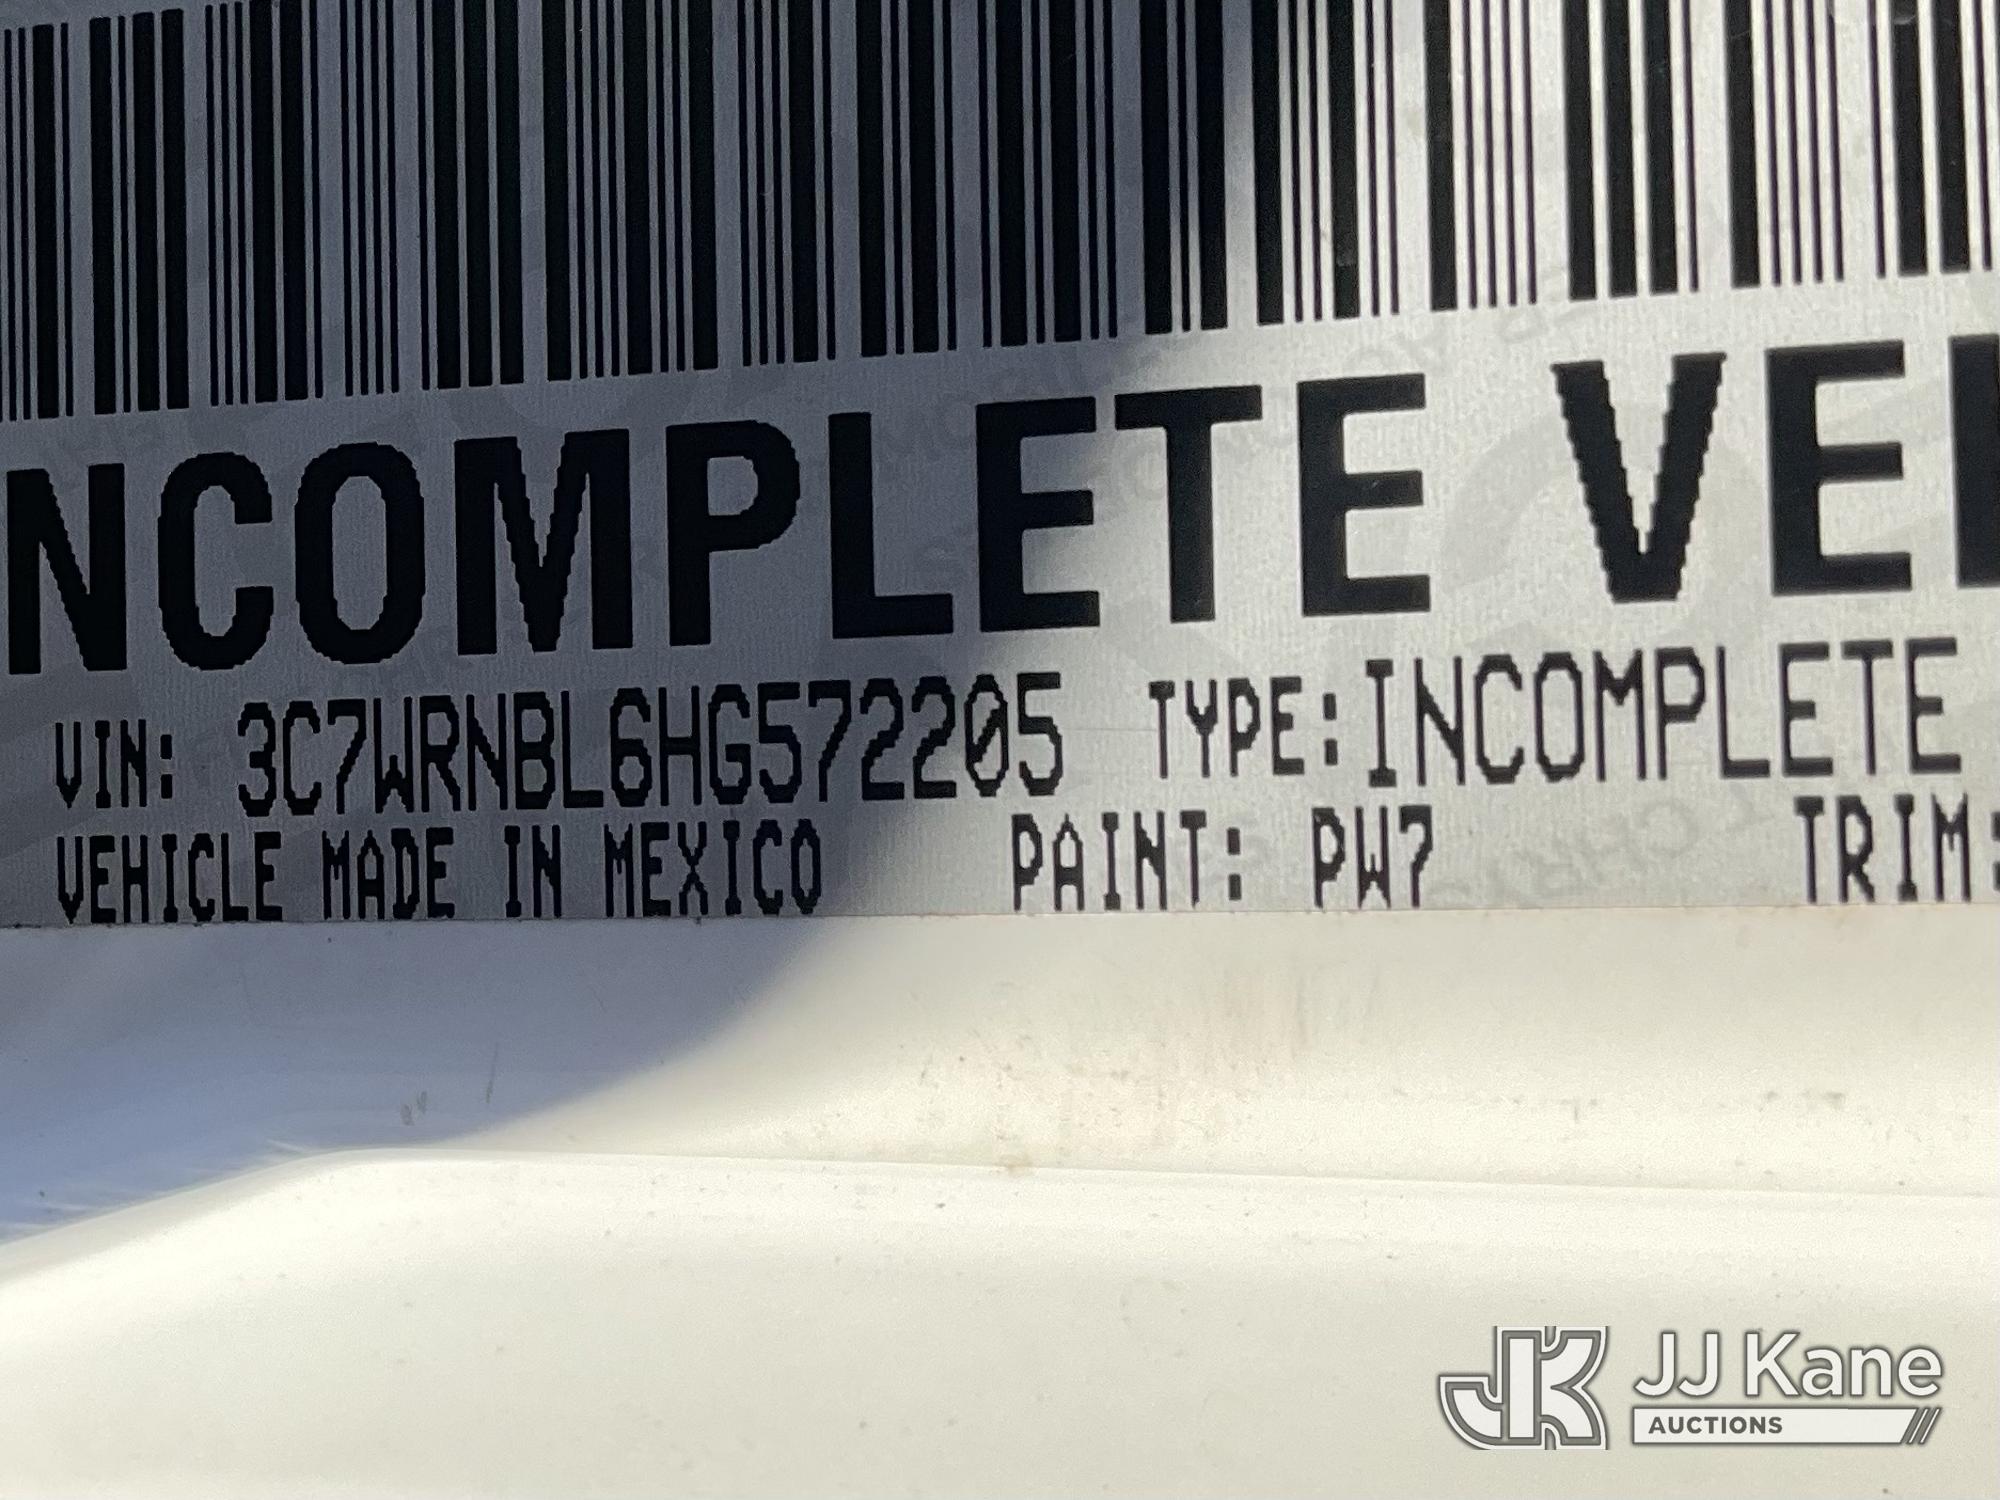 NCOMPLETE VE
VIN: 3C7WRNBL6HG572205 TYPE: INCOMPLETE
VEHICLE MADE IN MEXICO PAINT: PW7 TRIM:
JJ Kane
AUCTIONS